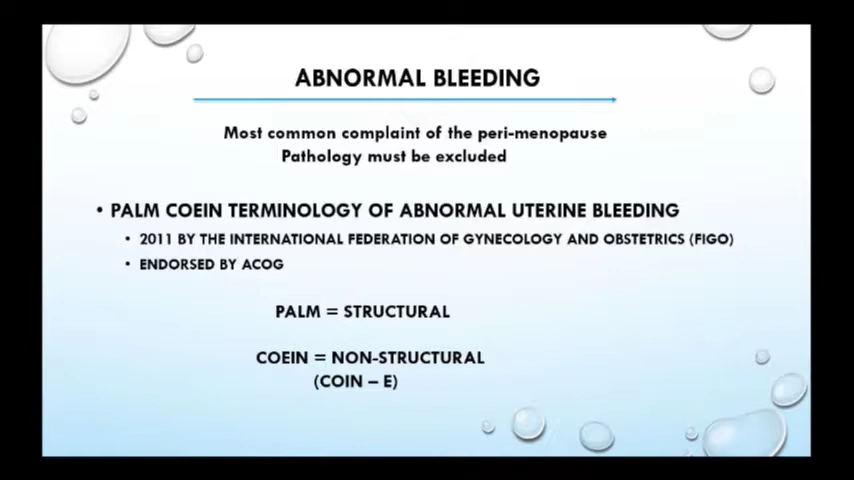 ABNORMAL BLEEDING
Most common complaint of the peri-menopause
Pathology must be excluded
• PALM COEIN TERMINOLOGY OF ABNORMAL UTERINE BLEEDING
• 2011 BY THE INTERNATIONAL FEDERATION OF GYNECOLOGY AND OBSTETRICS (FIGO)
• ENDORSED BY ACOG
PALM = STRUCTURAL
COEIN = NON-STRUCTURAL
(COIN – E)